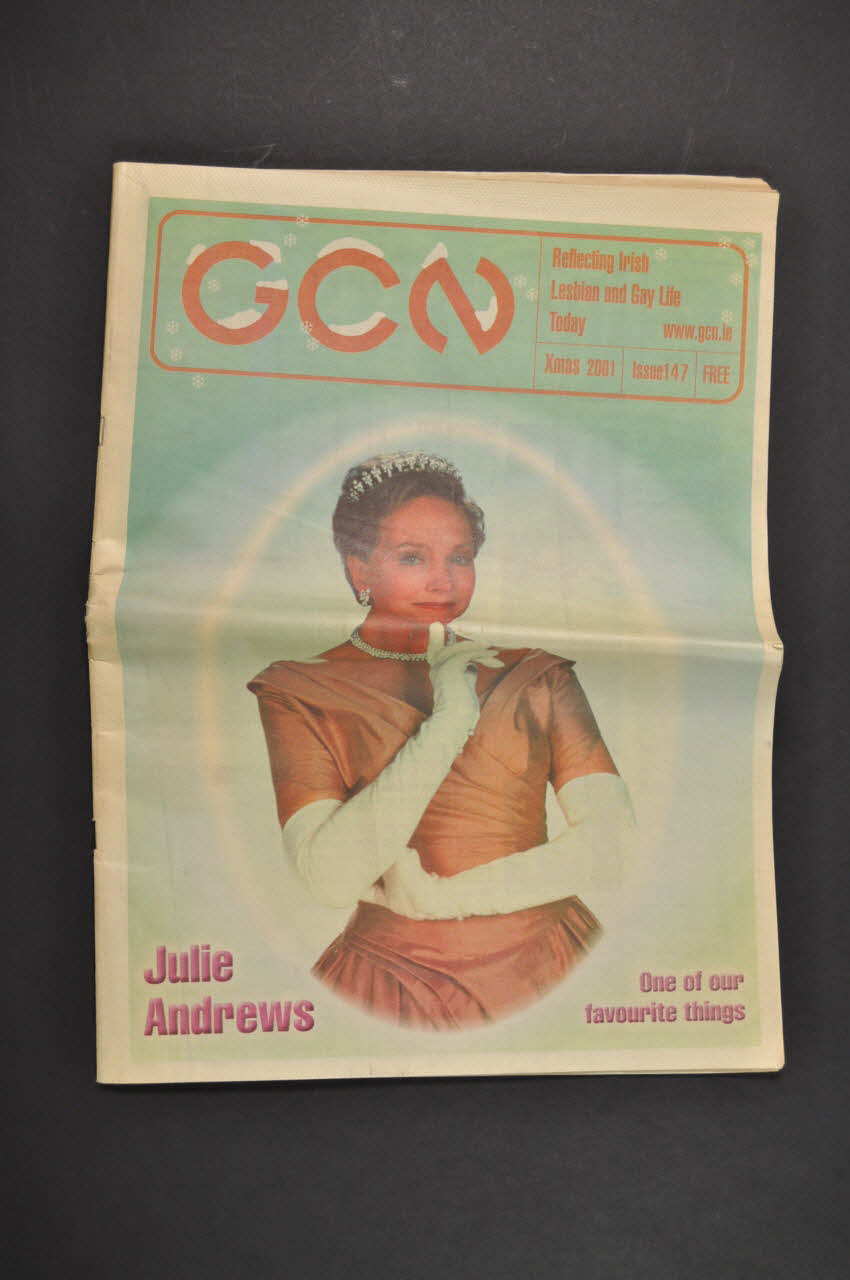 GCN
Reflecting Irish
Lesbian and Gay Life
Today
www.gcn.ie
Xmas 2001
Issue147
FREE
Julie
Andrews
One of our
favourite things